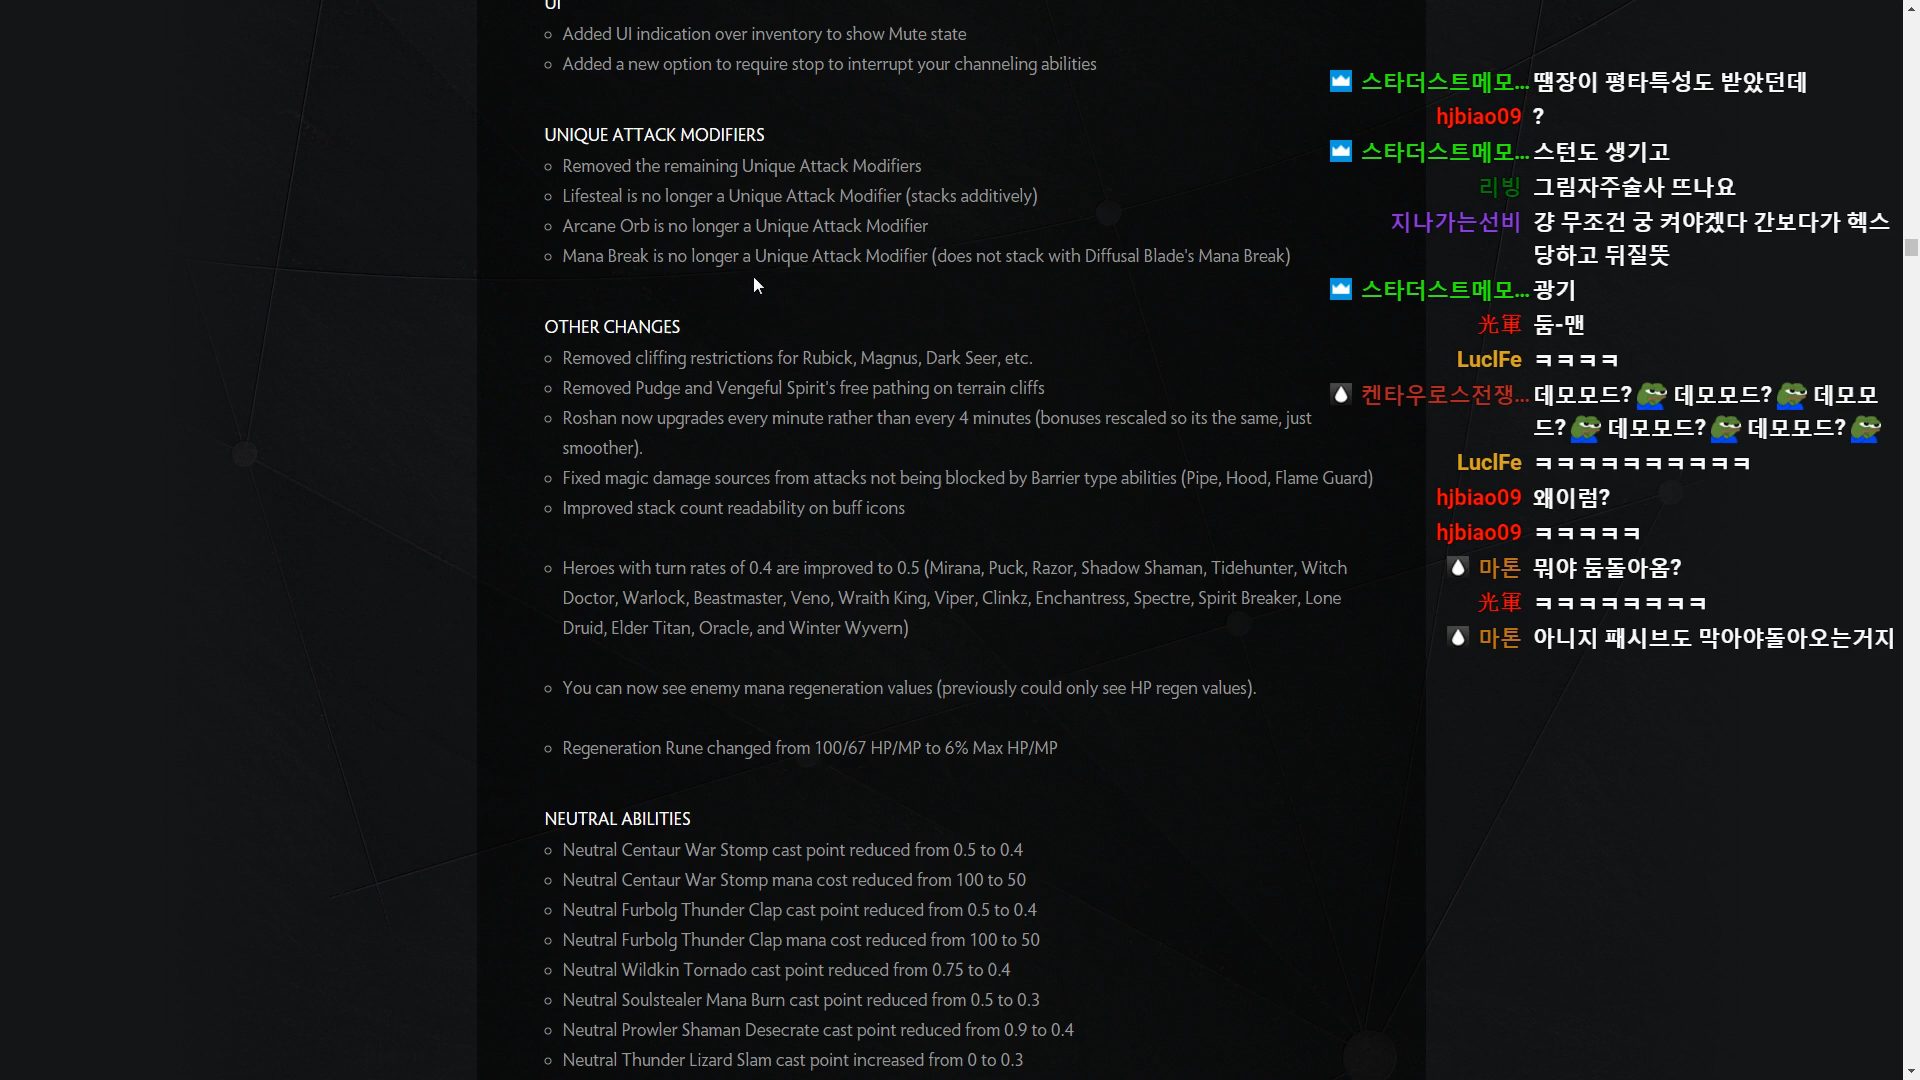 UI
Added UI indication over inventory to show Mute state
Added a new option to require stop to interrupt your channeling abilities
UNIQUE ATTACK MODIFIERS
Removed the remaining Unique Attack Modifiers
Lifesteal is no longer a Unique Attack Modifier (stacks additively)
Arcane Orb is no longer a Unique Attack Modifier
Mana Break is no longer a Unique Attack Modifier (does not stack with Diffusal Blade's Mana Break)
OTHER CHANGES
Removed cliffing restrictions for Rubick, Magnus, Dark Seer, etc.
Removed Pudge and Vengeful Spirit's free pathing on terrain cliffs
Roshan now upgrades every minute rather than every 4 minutes (bonuses rescaled so its the same, just
smoother).
Fixed magic damage sources from attacks not being blocked by Barrier type abilities (Pipe, Hood, Flame Guard)
Improved stack count readability on buff icons
Heroes with turn rates of 0.4 are improved to 0.5 (Mirana, Puck, Razor, Shadow Shaman, Tidehunter, Witch
Doctor, Warlock, Beastmaster, Veno, Wraith King, Viper, Clinkz, Enchantress, Spectre, Spirit Breaker, Lone
Druid, Elder Titan, Oracle, and Winter Wyvern)
You can now see enemy mana regeneration values (previously could only see HP regen values).
Regeneration Rune changed from 100/67 HP/MP to 6% Max HP/MP
NEUTRAL ABILITIES
Neutral Centaur War Stomp cast point reduced from 0.5 to 0.4
Neutral Centaur War Stomp mana cost reduced from 100 to 50
Neutral Furbolg Thunder Clap cast point reduced from 0.5 to 0.4
Neutral Furbolg Thunder Clap mana cost reduced from 100 to 50
Neutral Wildkin Tornado cast point reduced from 0.75 to 0.4
Neutral Soulstealer Mana Burn cast point reduced from 0.5 to 0.3
Neutral Prowler Shaman Desecrate cast point reduced from 0.9 to 0.4
Neutral Thunder Lizard Slam cast point increased from 0 to 0.3
스타더스트메모... 땜장이 평타특성도 받았던데
hjbiao09 ?
스타더스트메모... 스턴도 생기고
리빙 그림자주술사 뜨나요
지나가는선비 걍 무조건 궁 켜야겠다 간보다가 헥스
당하고 뒤질뜻
스타더스트메모... 광기
光軍 둠-맨
LuclFe ㅋㅋㅋㅋ
켄타우로스전쟁... 데모모드? 데모모드? 데모모
드? 데모모드? 데모모드?
LuclFe ㅋㅋㅋㅋㅋㅋㅋㅋㅋㅋ
hjbiao09 왜이럼?
hjbiao09 ㅋㅋㅋㅋㅋ
마톤 뭐야 둠돌아옴?
光軍 ㅋㅋㅋㅋㅋㅋㅋㅋ
마톤 아니지 패시브도 막아야돌아오는거지